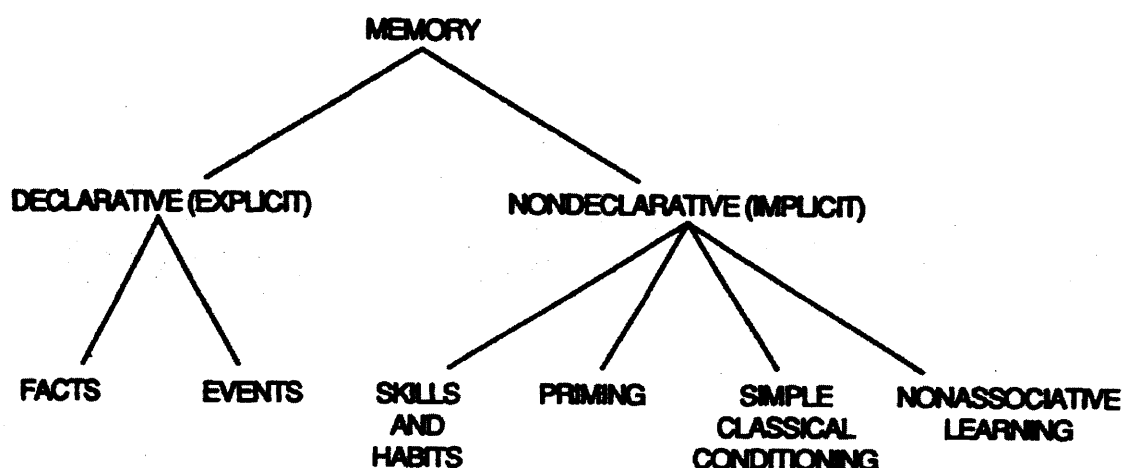 MEMORY
DECLARATIVE (EXPLICIT)
NONDECLARATIVE (IMPLICIT)
FACTS
EVENTS
SKILLS
AND
HABITS
PRIMING
SIMPLE
CLASSICAL
CONDITIONING
NONASSOCIATIVE
LEARNING